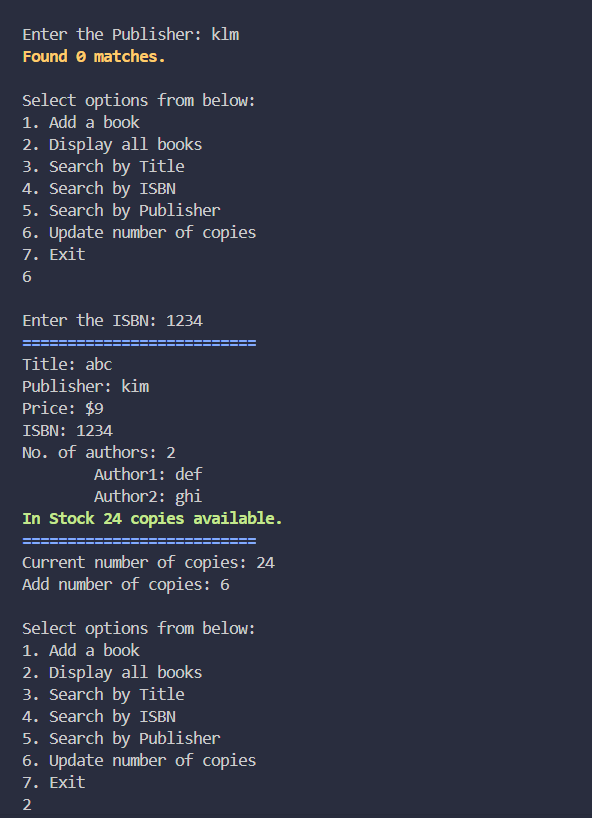 Enter the Publisher: klm
Found 0 matches.
Select options from below:
1. Add a book
2. Display all books
3. Search by Title
4. Search by ISBN
5. Search by Publisher
6. Update number of copies
7. Exit
6
Enter the ISBN: 1234
==========================
Title: abc
Publisher: kim
Price: $9
ISBN: 1234
No. of authors: 2
        Author1: def
        Author2: ghi
In Stock 24 copies available.
==========================
Current number of copies: 24
Add number of copies: 6
Select options from below:
1. Add a book
2. Display all books
3. Search by Title
4. Search by ISBN
5. Search by Publisher
6. Update number of copies
7. Exit
2